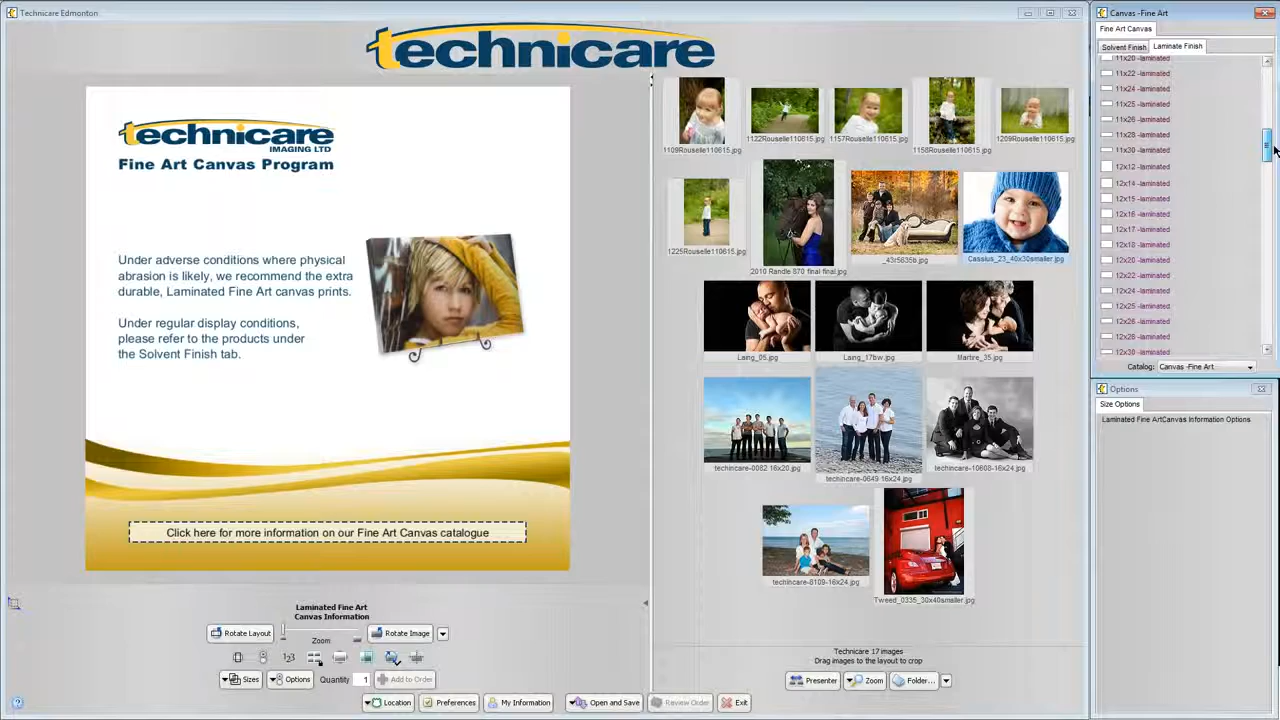 Technicare Edmonton
technicare
technicare
IMAGING LTD
Fine Art Canvas Program
Under adverse conditions where physical
abrasion is likely, we recommend the extra
durable, Laminated Fine Art canvas prints.
Under regular display conditions,
please refer to the products under
the Solvent Finish tab.
Click here for more information on our Fine Art Canvas catalogue
Laminated Fine Art
Canvas Information
Rotate Layout
Zoom
Rotate Image
123
Sizes
Options
Quantity
1
Add to Order
Location
Preferences
My Information
Open and Save
Review Order
Exit
1109Rouselle110615.jpg
1122Rouselle110615.jpg
1157Rouselle110615.jpg
1158Rouselle110615.jpg
1209Rouselle110615.jpg
1225Rouselle110615.jpg
2010 Randle 870 final final.jpg
_43r5635b.jpg
Cassius_23_40x30smaller.jpg
Laing_05.jpg
Laing_17bw.jpg
Martire_35.jpg
techincare-0082 16x20.jpg
techincare-0649 16x24.jpg
techincare-10608-16x24.jpg
techincare-8109-16x24.jpg
Tweed_0335_30x40smaller.jpg
Technicare 17 images
Drag images to the layout to crop
Presenter
Zoom
Folder...
Canvas -Fine Art
Fine Art Canvas
Solvent Finish
Laminate Finish
11x20 -laminated
11x22 -laminated
11x24 -laminated
11x25 -laminated
11x26 -laminated
11x28 -laminated
11x30 -laminated
12x12 -laminated
12x14 -laminated
12x15 -laminated
12x16 -laminated
12x17 -laminated
12x18 -laminated
12x20 -laminated
12x22 -laminated
12x24 -laminated
12x25 -laminated
12x26 -laminated
12x28 -laminated
12x30 -laminated
Catalog:
Canvas -Fine Art
Options
Size Options
Laminated Fine ArtCanvas Information Options